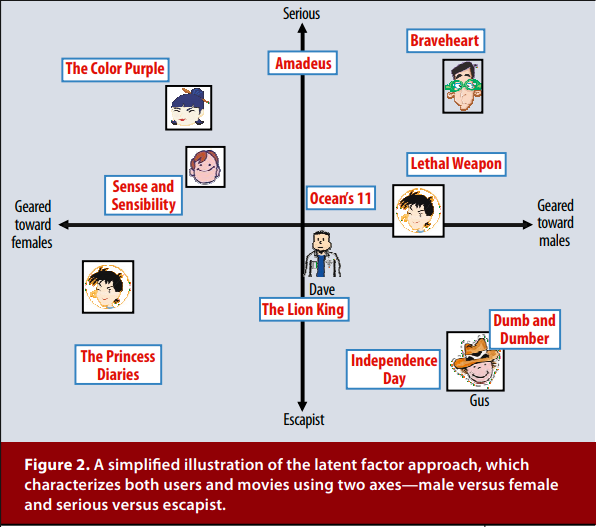 Serious
Braveheart
Amadeus
The Color Purple
Lethal Weapon
Sense and
Sensibility
Ocean's 11
Geared
toward
females
Geared
toward
males
Dave
The Lion King
Dumb and
Dumber
The Princess
Diaries
Independence
Day
Gus
Escapist
Figure 2. A simplified illustration of the latent factor approach, which
characterizes both users and movies using two axes—male versus female
and serious versus escapist.